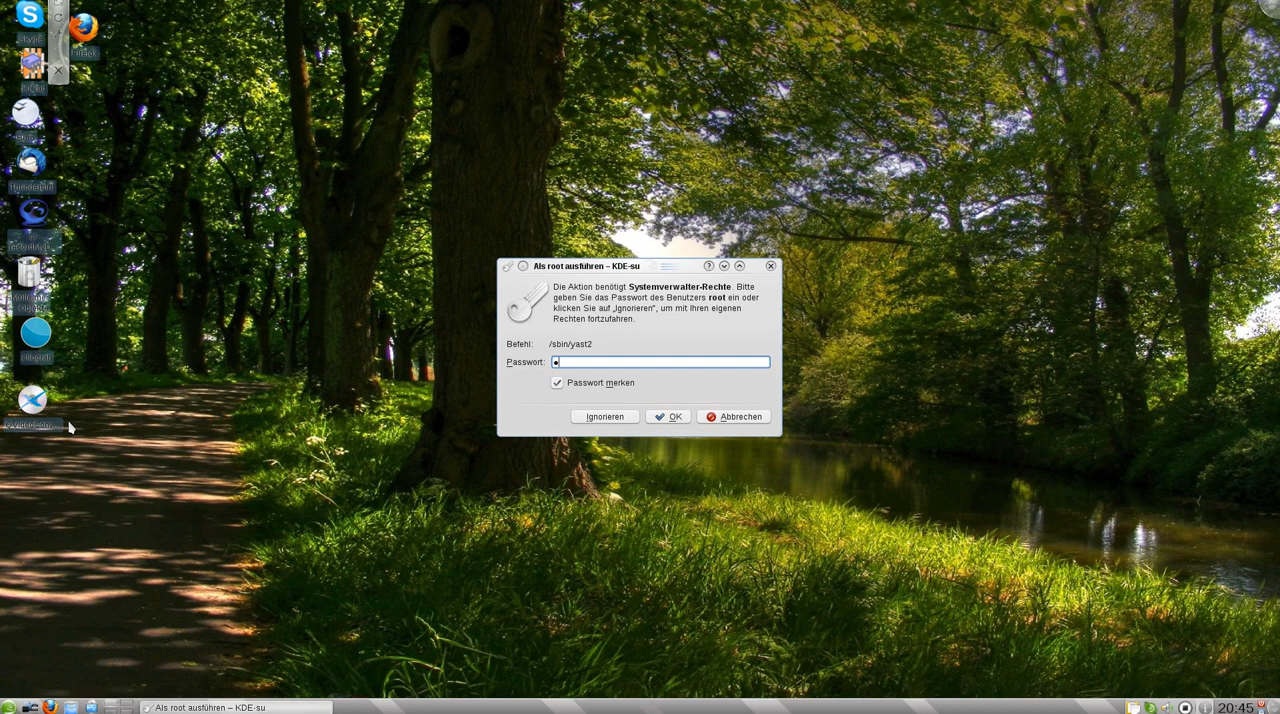 Skype
Firefox
Thunderbird
Als root ausführen – KDE-su
Die Aktion benötigt Systemverwalter-Rechte. Bitte
geben Sie das Passwort des Benutzers root ein oder
klicken Sie auf „Ignorieren", um mit Ihren eigenen
Rechten fortzufahren.
Befehl: /sbin/yast2
Passwort:
Passwort merken
Ignorieren
OK
Abbrechen
Als root ausführen – KDE-su
20:45